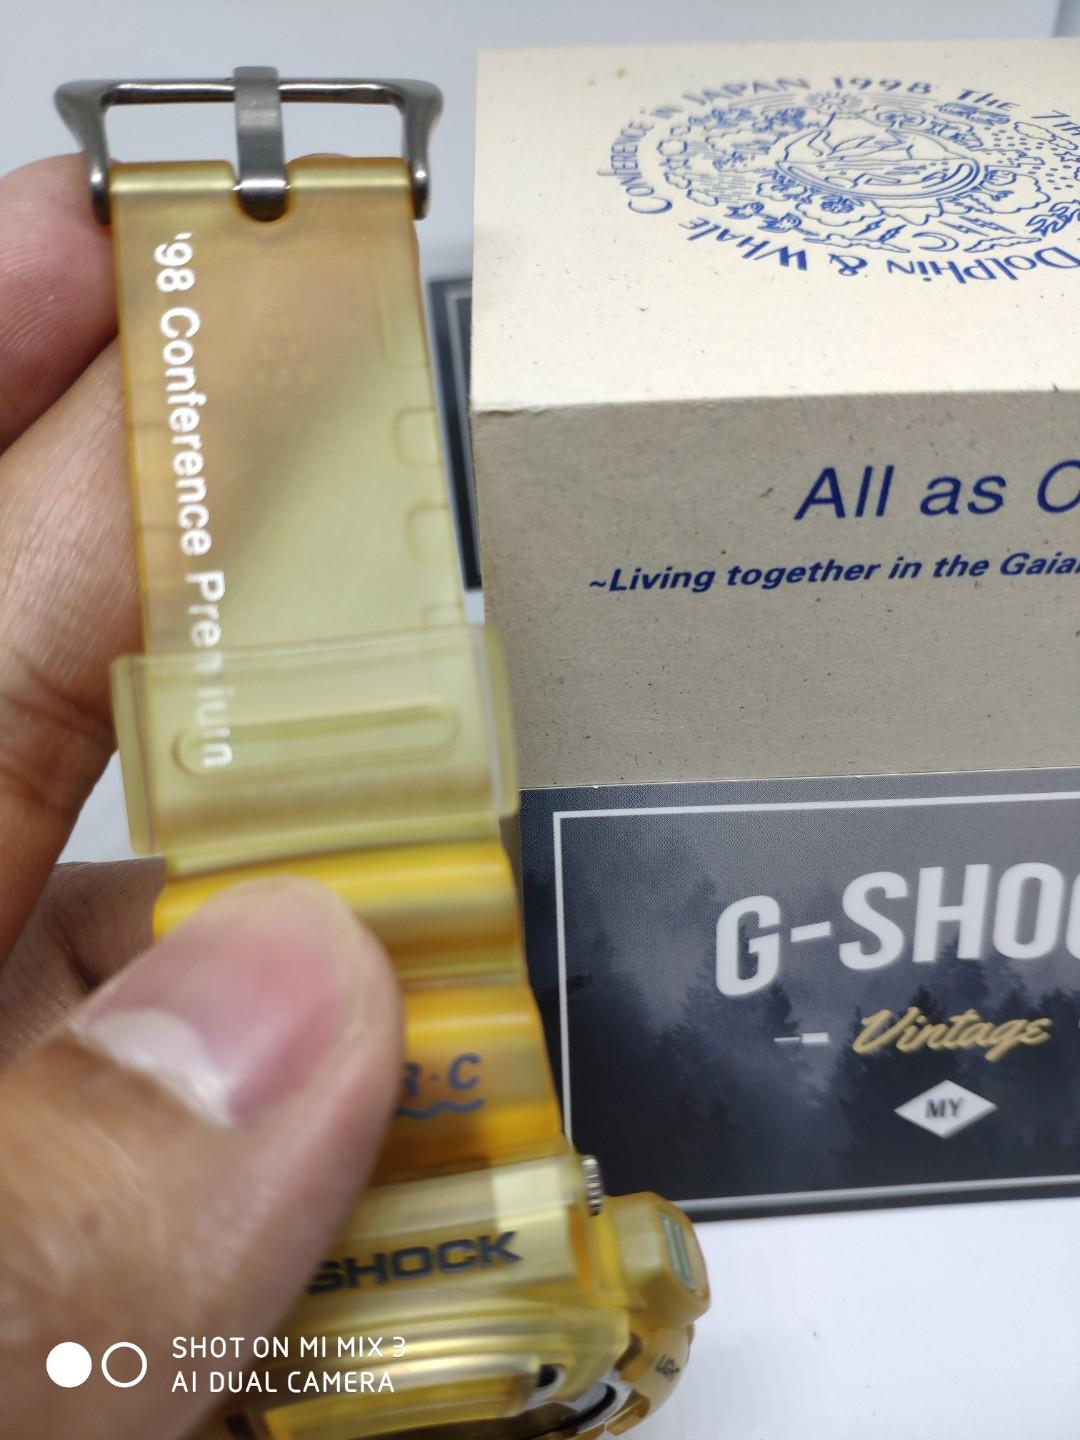 '98 Conference Premium
CONFERENCE IN JAPAN 1998 THE 7TH
DOLPHIN & WHALE
All as
~Living together in the
G-SHOC
Vintage
MY
R·C
SHOCK
SHOT ON MI MIX 3
AI DUAL CAMERA